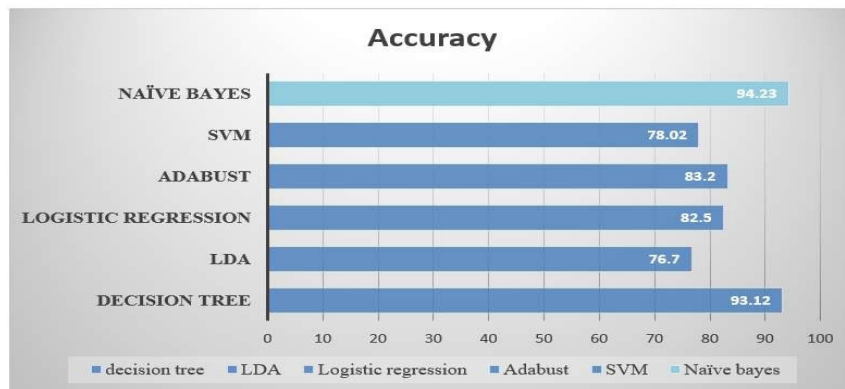 Accuracy
NAÏVE BAYES 94.23
SVM 78.02
ADABUST 83.2
LOGISTIC REGRESSION 82.5
LDA 76.7
DECISION TREE 93.12
0 10 20 30 40 50 60 70 80 90 100
decision tree LDA Logistic regression Adabust SVM Naïve bayes